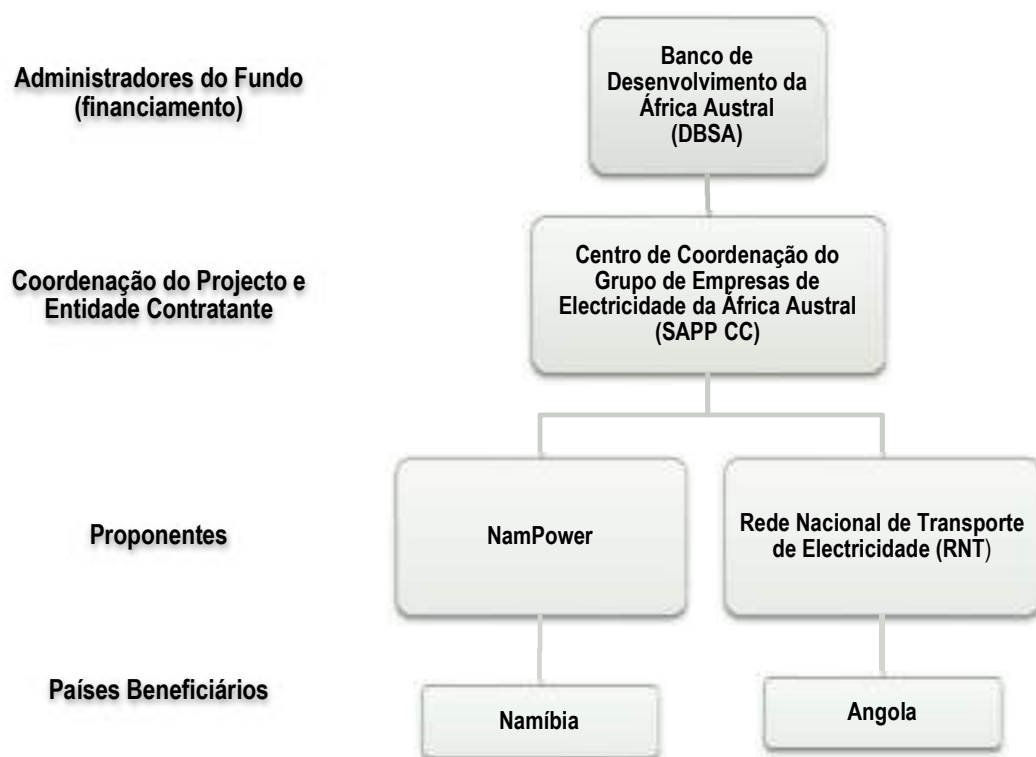 Administradores do Fundo
(financiamento)
Banco de
Desenvolvimento da
África Austral
(DBSA)
Coordenação do Projecto e
Entidade Contratante
Centro de Coordenação do
Grupo de Empresas de
Electricidade da África Austral
(SAPP CC)
Proponentes
NamPower
Rede Nacional de Transporte
de Electricidade (RNT)
Países Beneficiários
Namíbia
Angola